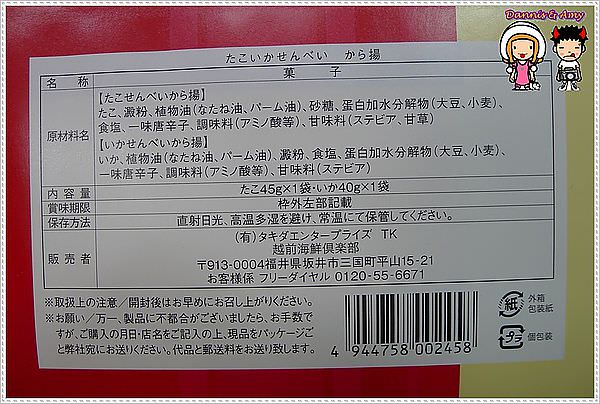 Dannis & Amy
たこいかせんべい から揚
名 称 菓 子
原材料名
【たこせんべいから揚】
たこ、澱粉、植物油(なたね油、パーム油)、砂糖、蛋白加水分解物(大豆、小麦)、
食塩、一味唐辛子、調味料(アミノ酸等)、甘味料(ステビア、甘草)
【いかせんべいから揚】
いか、植物油(なたね油、パーム油)、澱粉、食塩、蛋白加水分解物(大豆、小麦)、
一味唐辛子、調味料(アミノ酸等)、甘味料(ステビア)
内 容 量 たこ45g×1袋・いか40g×1袋
賞味期限 枠外左部記載
保存方法 直射日光、高温多湿を避け、常温にて保管してください。
販 売 者
(有)タキダエンタープライズ TK
越前海鮮倶楽部
〒913-0004福井県坂井市三国町平山15-21
お客様係 フリーダイヤル 0120-55-6671
※取扱上の注意/開封後はお早めにお召し上がりください。
※お願い/万一、製品に不都合がございましたら、お手数で
すが、ご購入の月日・店名をご記入の上、現品をパッケージご
と弊社宛にお送りください。代品と郵送料をお送り致します。
4 944758 002458
紙 外箱
包装紙
プラ 個包装